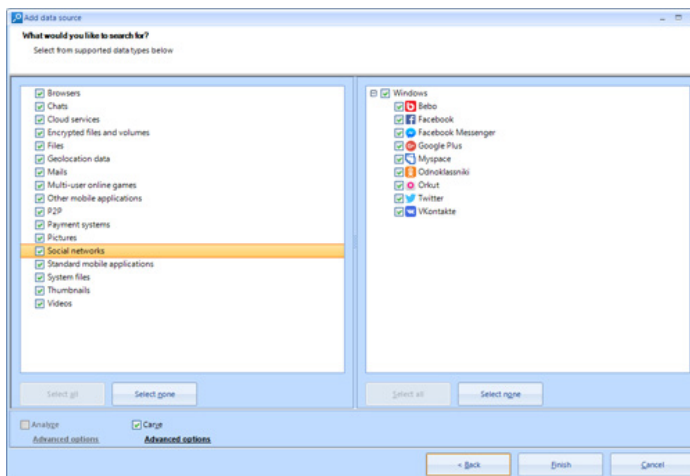 Add data source
What would you like to search for?
Select from supported data types below
Browsers
Chats
Cloud services
Encrypted files and volumes
Files
Geolocation data
Mails
Multi-user online games
Other mobile applications
P2P
Payment systems
Pictures
Social networks
Standard mobile applications
System files
Thumbnails
Videos
Select all
Select none
Windows
Bebo
Facebook
Facebook Messenger
Google Plus
Myspace
Odnoklassniki
Orkut
Twitter
VKontakte
Select all
Select none
Analyze
Carve
Advanced options
Advanced options
< Back
Finish
Cancel